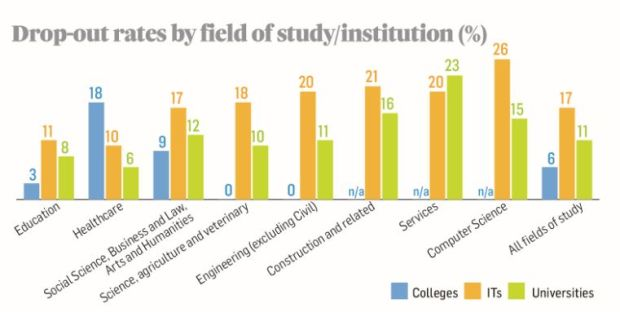 Drop-out rates by field of study/institution (%)
3
11
8
18
10
6
9
17
12
0
18
10
0
20
11
n/a
21
16
n/a
20
23
n/a
26
15
6
17
11
Education
Healthcare
Social Science, Business and Law,
Arts and Humanities
Science, agriculture and veterinary
Engineering (excluding Civil)
Construction and related
Services
Computer Science
All fields of study
Colleges
ITs
Universities